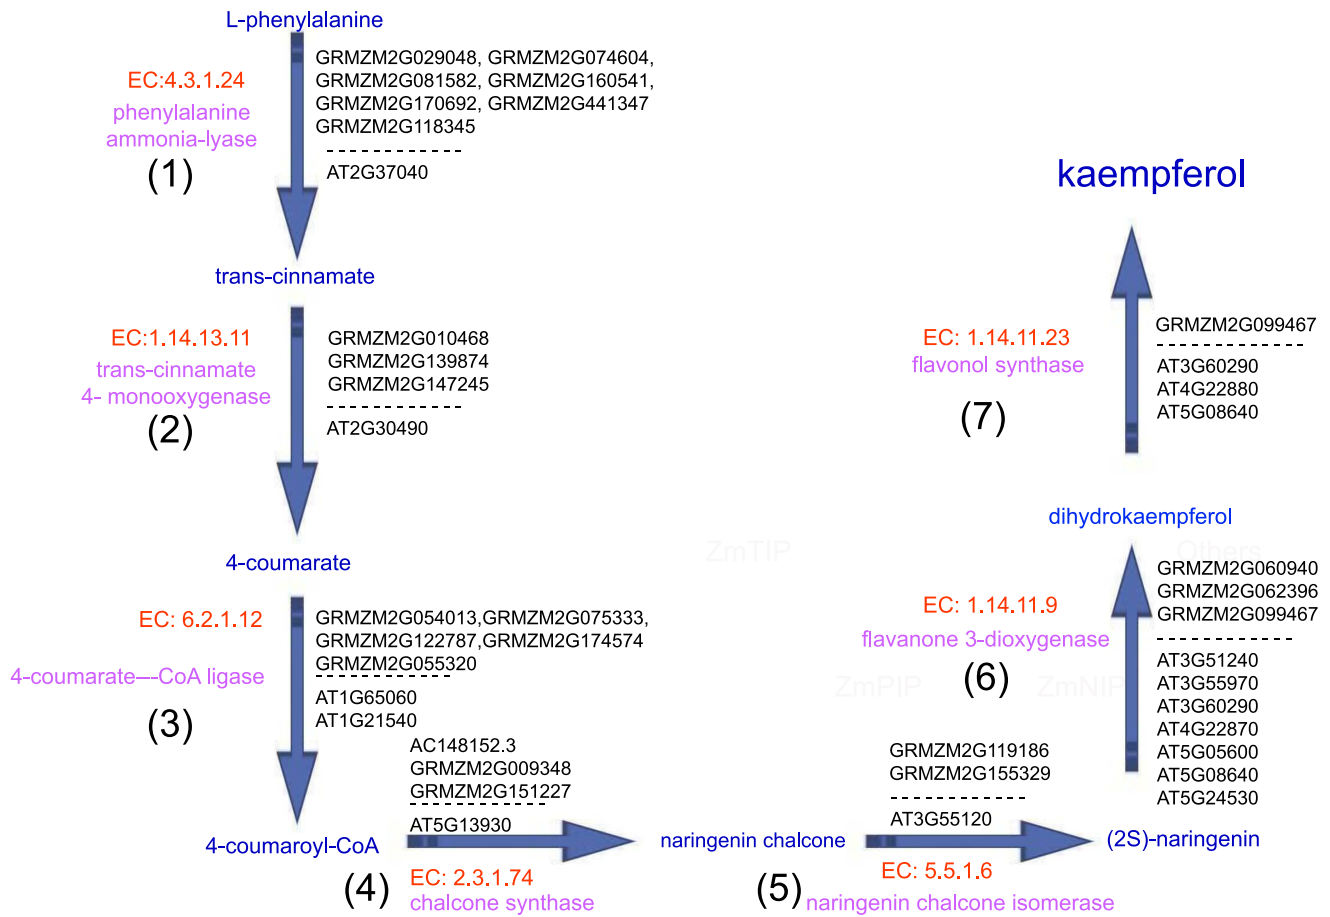 L-phenylalanine
EC:4.3.1.24
phenylalanine
ammonia-lyase
(1)
GRMZM2G029048, GRMZM2G074604,
GRMZM2G081582, GRMZM2G160541,
GRMZM2G170692, GRMZM2G441347
GRMZM2G118345
AT2G37040
trans-cinnamate
EC:1.14.13.11
trans-cinnamate
4- monooxygenase
(2)
GRMZM2G010468
GRMZM2G139874
GRMZM2G147245
AT2G30490
4-coumarate
EC: 6.2.1.12
4-coumarate–-CoA ligase
(3)
GRMZM2G054013,GRMZM2G075333,
GRMZM2G122787,GRMZM2G174574
GRMZM2G055320
AT1G65060
AT1G21540
4-coumaroyl-CoA
AC148152.3
GRMZM2G009348
GRMZM2G151227
AT5G13930
(4)
EC: 2.3.1.74
chalcone synthase
naringenin chalcone
GRMZM2G119186
GRMZM2G155329
AT3G55120
(5)
EC: 5.5.1.6
naringenin chalcone isomerase
(2S)-naringenin
EC: 1.14.11.9
flavanone 3-dioxygenase
(6)
GRMZM2G060940
GRMZM2G062396
GRMZM2G099467
AT3G51240
AT3G55970
AT3G60290
AT4G22870
AT5G05600
AT5G08640
AT5G24530
dihydrokaempferol
EC: 1.14.11.23
flavonol synthase
(7)
GRMZM2G099467
AT3G60290
AT4G22880
AT5G08640
kaempferol
ZmTIP
Others
ZmPIP
ZmNIP